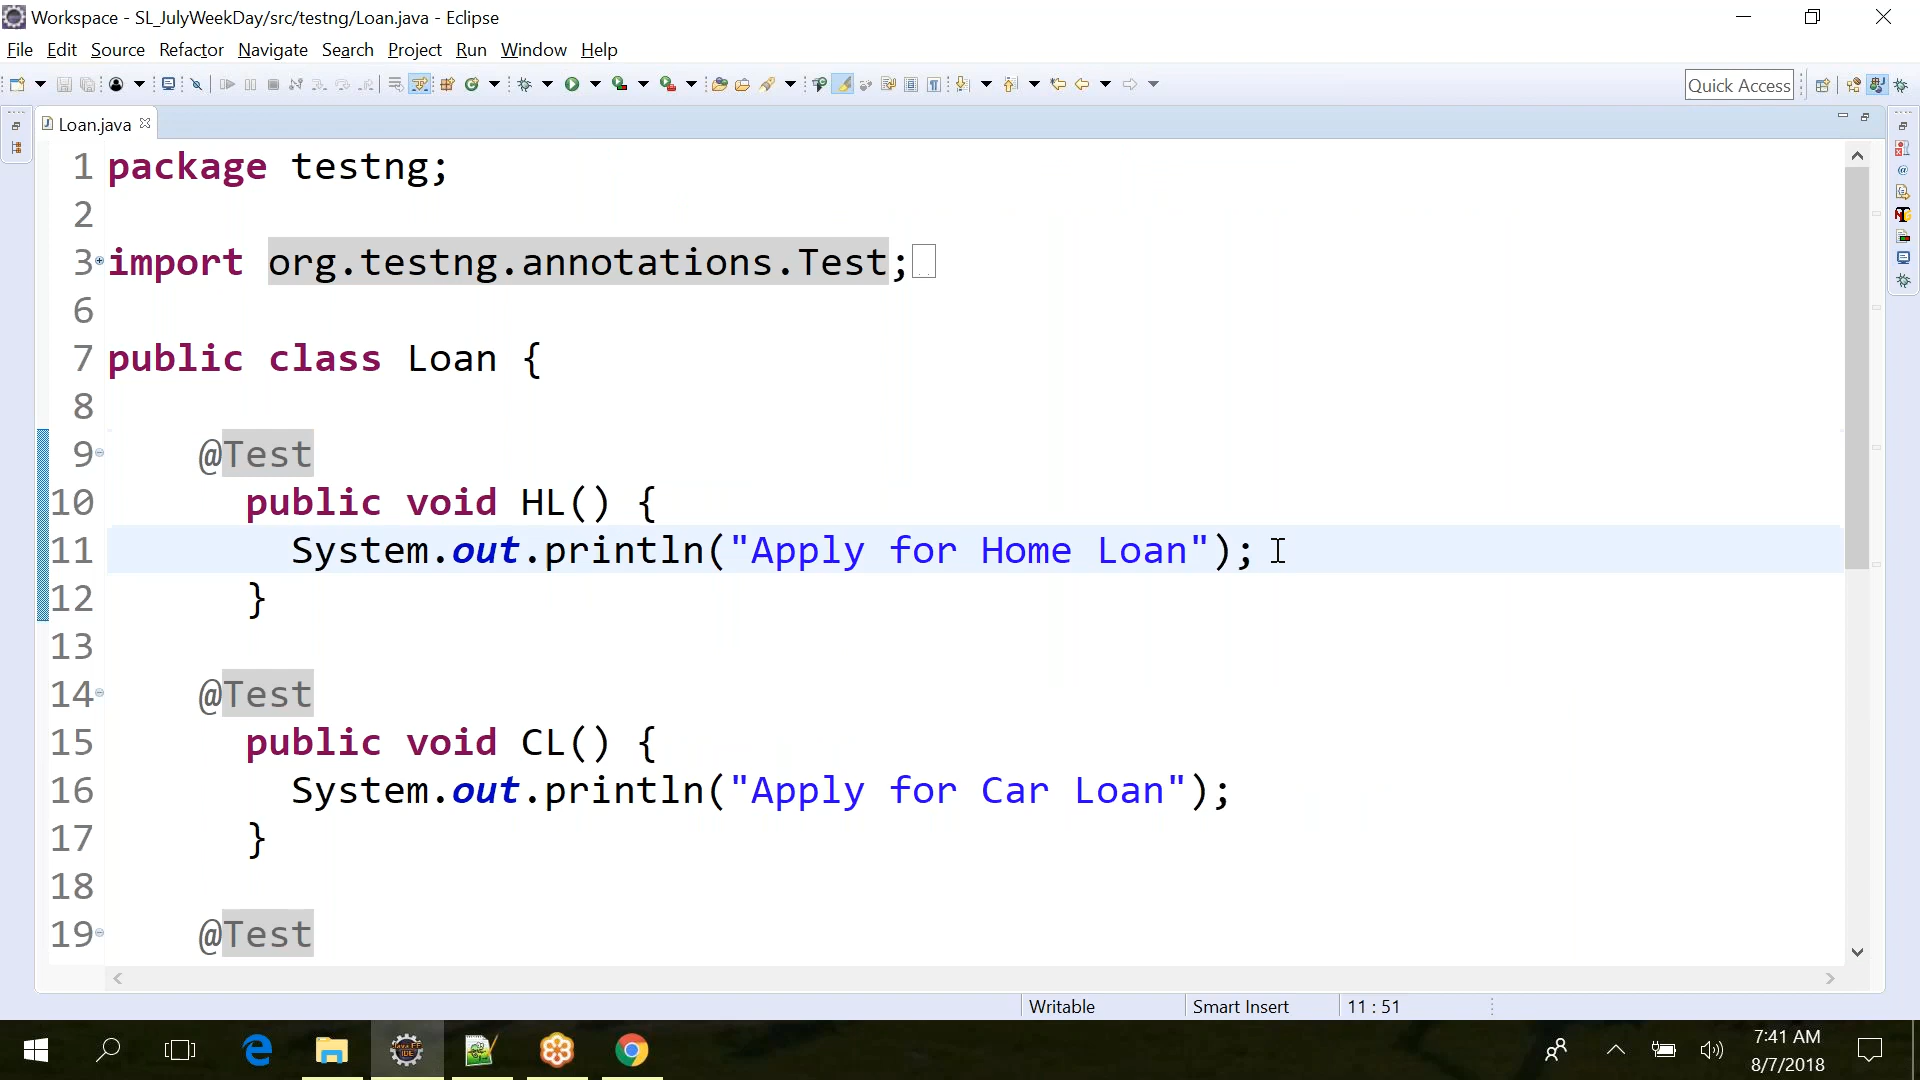 Workspace - SL_JulyWeekDay/src/testng/Loan.java - Eclipse
File Edit Source Refactor Navigate Search Project Run Window Help
Quick Access
Loan.java
1 package testng;
2
3 import org.testng.annotations.Test;
6
7 public class Loan {
8
9 @Test
10 public void HL() {
11 System.out.println("Apply for Home Loan");
12 }
13
14 @Test
15 public void CL() {
16 System.out.println("Apply for Car Loan");
17 }
18
19 @Test
Writable Smart Insert 11 : 51
7:41 AM
8/7/2018